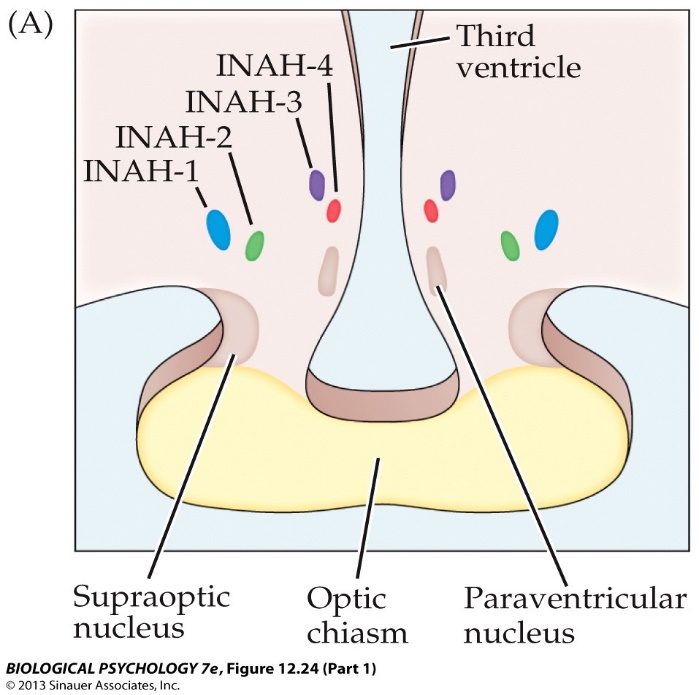 (A)
Third
ventricle
INAH-4
INAH-3
INAH-2
INAH-1
Supraoptic
nucleus
Optic
chiasm
Paraventricular
nucleus
BIOLOGICAL PSYCHOLOGY 7e, Figure 12.24 (Part 1)
© 2013 Sinauer Associates, Inc.